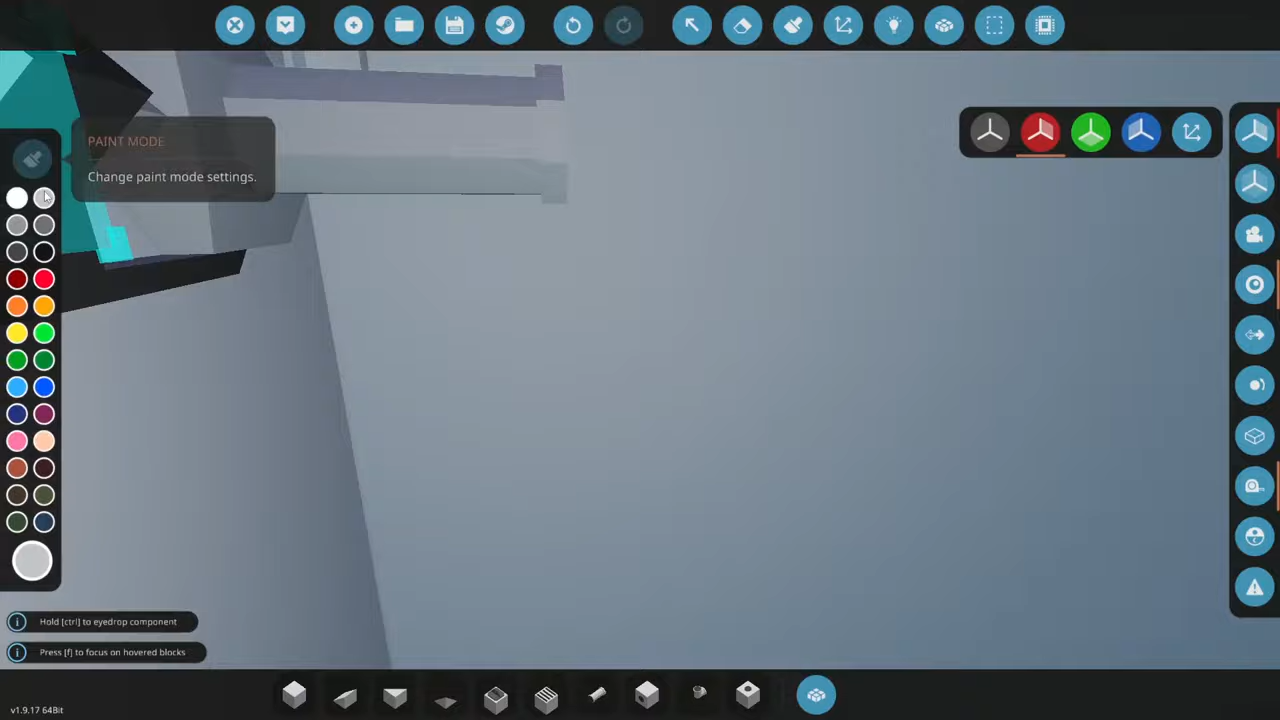 PAINT MODE
Change paint mode settings.
Hold [ctrl] to eyedrop component
Press [f] to focus on hovered blocks
v1.9.17 64Bit